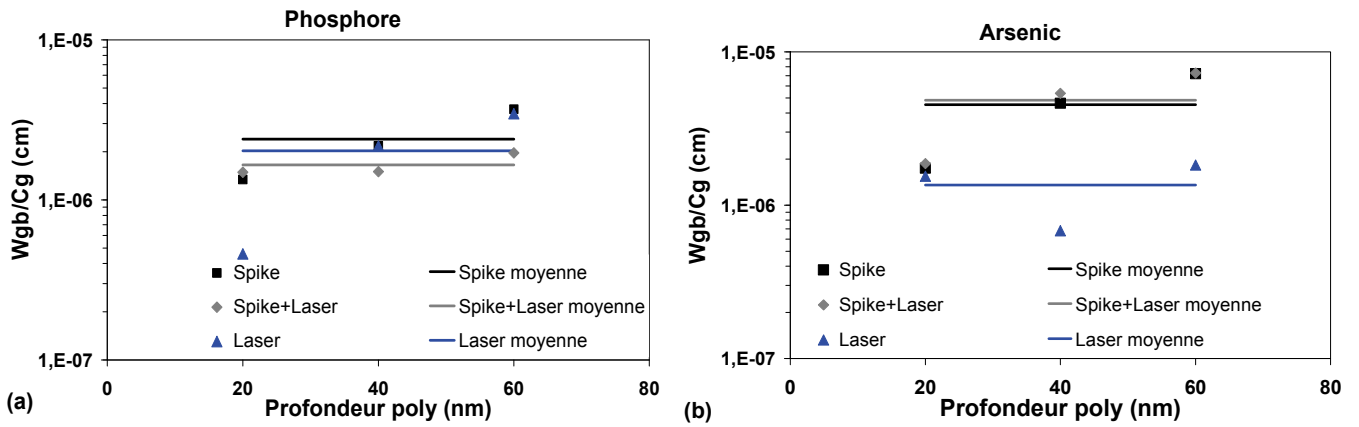 Phosphore
1,E-05
1,E-06
1,E-07
Wgb/Cg (cm)
Spike
Spike moyenne
Spike+Laser
Spike+Laser moyenne
Laser
Laser moyenne
0
20
40
60
80
(a)
Profondeur poly (nm)
Arsenic
1,E-05
1,E-06
1,E-07
Wgb/Cg (cm)
Spike
Spike moyenne
Spike+Laser
Spike+Laser moyenne
Laser
Laser moyenne
0
20
40
60
80
(b)
Profondeur poly (nm)